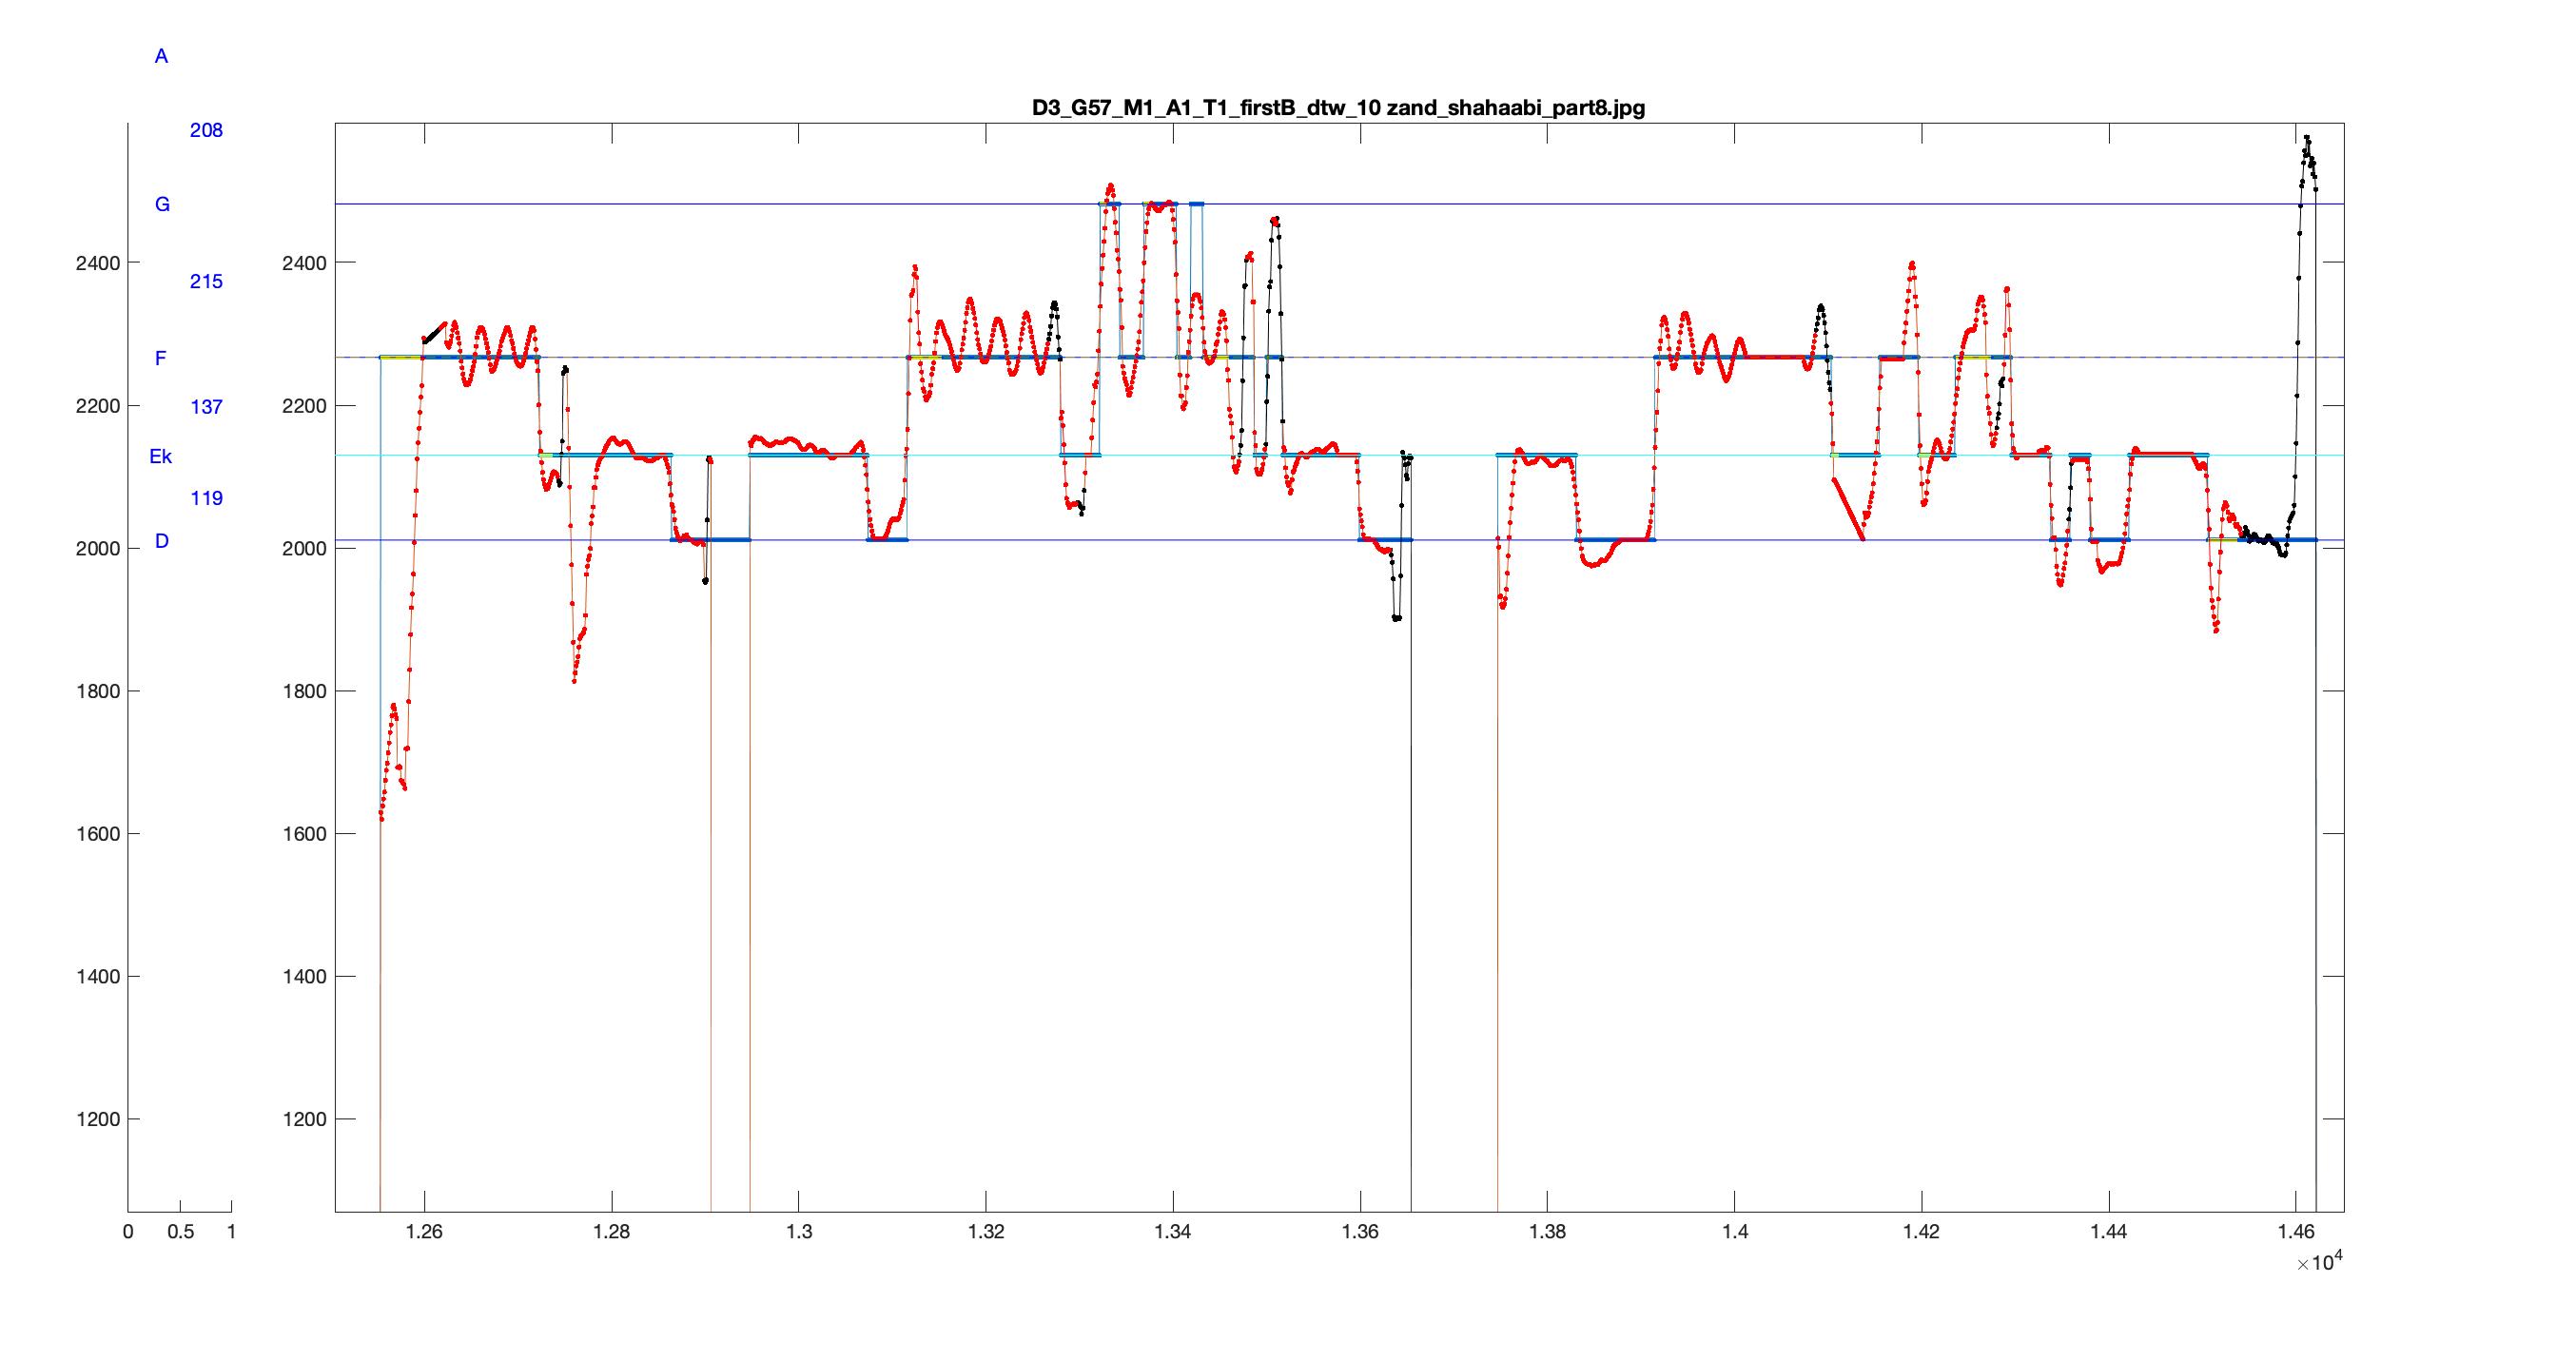 A
D3_G57_M1_A1_T1_firstB_dtw_10 zand_shahaabi_part8.jpg
208
G
2400 215 2400
F
2200 137 2200
Ek
119
2000 D 2000
1800 1800
1600 1600
1400 1400
1200 1200
0 0.5 1 1.26 1.28 1.3 1.32 1.34 1.36 1.38 1.4 1.42 1.44 1.46
×10^4